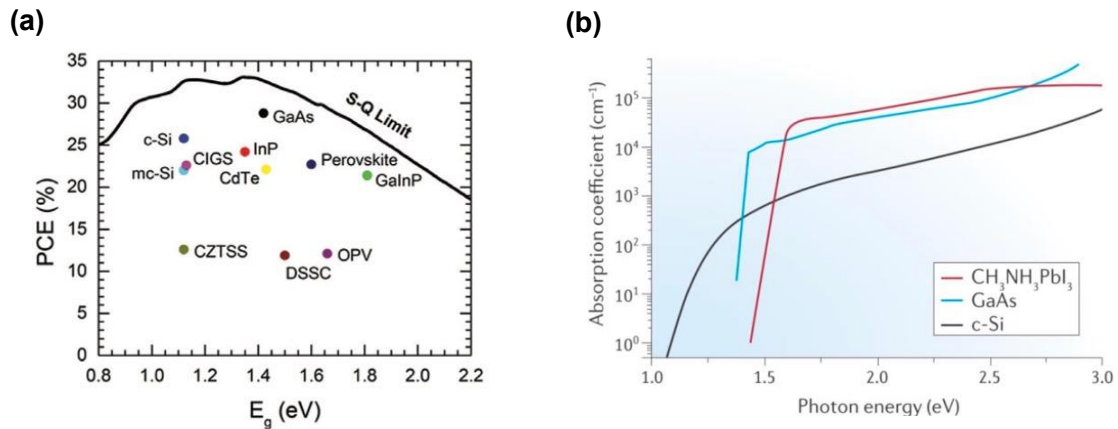 (a)
PCE (%)
35
30
25
20
15
10
5
0
S-Q Limit
GaAs
c-Si
InP
CIGS
Perovskite
mc-Si
CdTe
GaInP
CZTSS
OPV
DSSC
0.8 1.0 1.2 1.4 1.6 1.8 2.0 2.2
E_g (eV)
(b)
Absorption coefficient (cm⁻¹)
10⁵
10⁴
10³
10²
10¹
10⁰
CH₃NH₃PbI₃
GaAs
c-Si
1.0 1.5 2.0 2.5 3.0
Photon energy (eV)